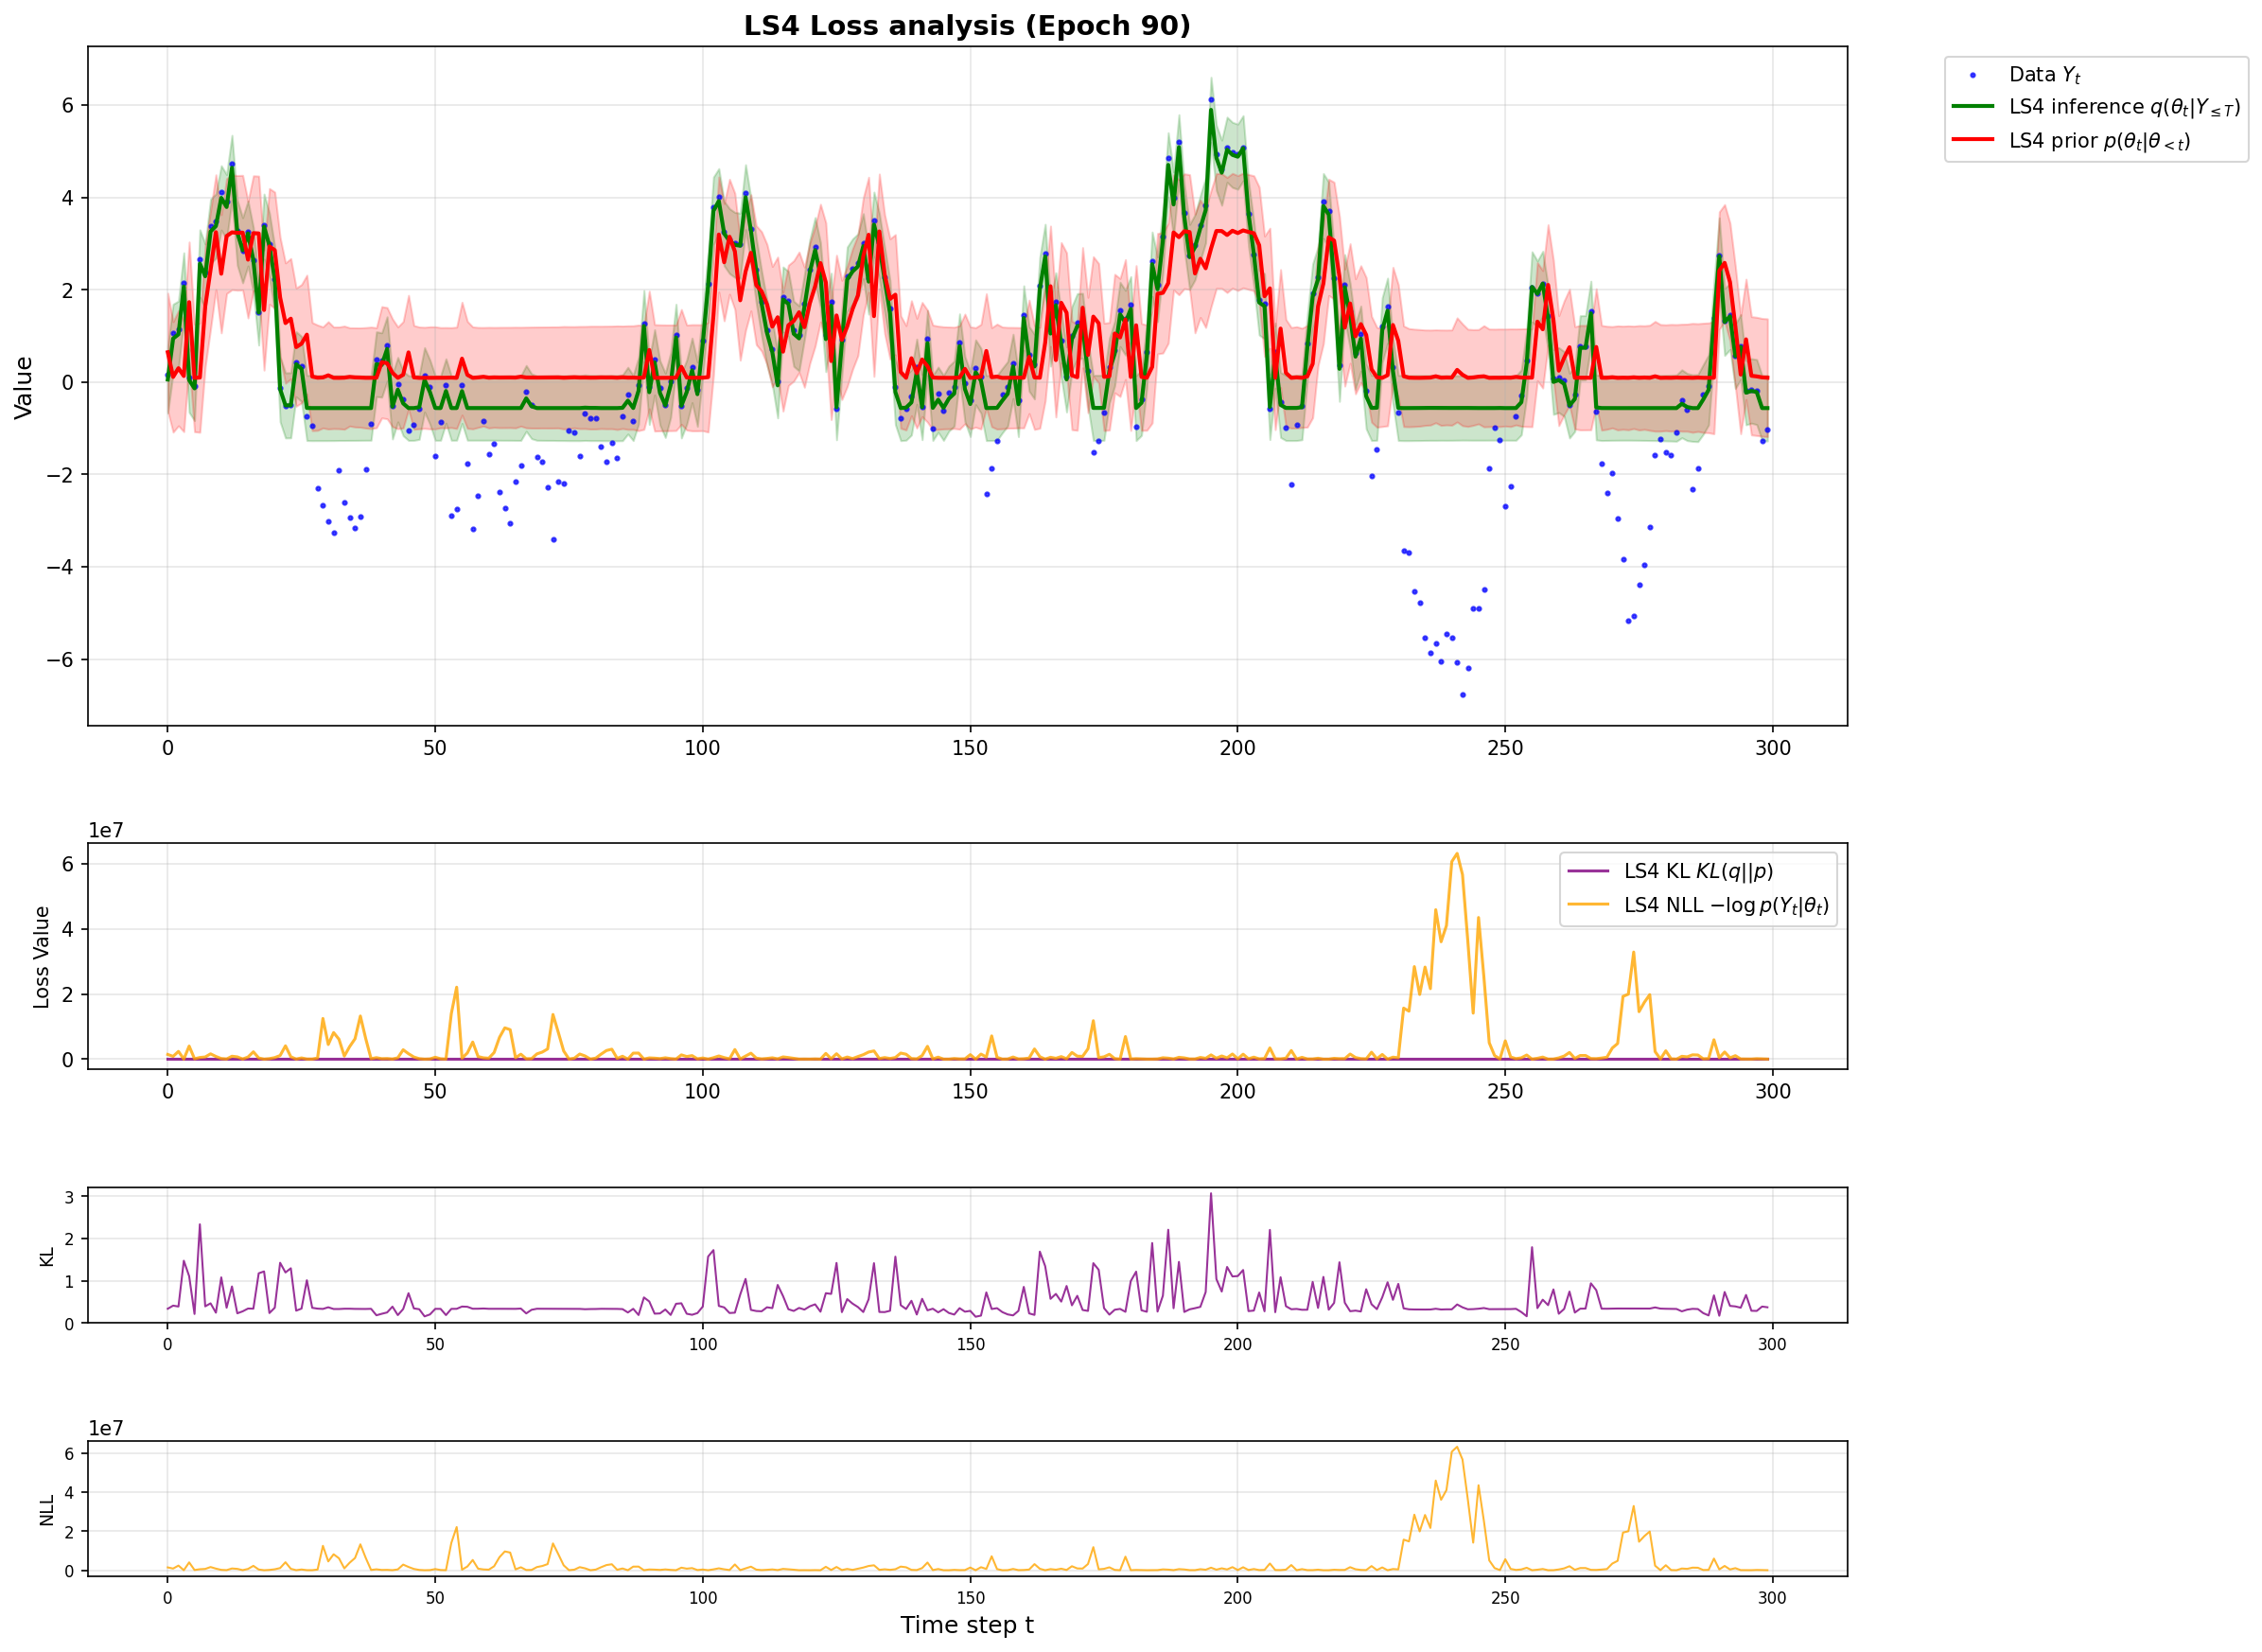 LS4 Loss analysis (Epoch 90)
Value
6
4
2
0
−2
−4
−6
0 50 100 150 200 250 300
Data $Y_t$
LS4 inference $q(\theta_t|Y_{\leq T})$
LS4 prior $p(\theta_t|\theta_{<t})$
1e7
Loss Value
6
4
2
0
0 50 100 150 200 250 300
LS4 KL $KL(q||p)$
LS4 NLL $-\log p(Y_t|\theta_t)$
KL
3
2
1
0
0 50 100 150 200 250 300
1e7
NLL
6
4
2
0
0 50 100 150 200 250 300
Time step t